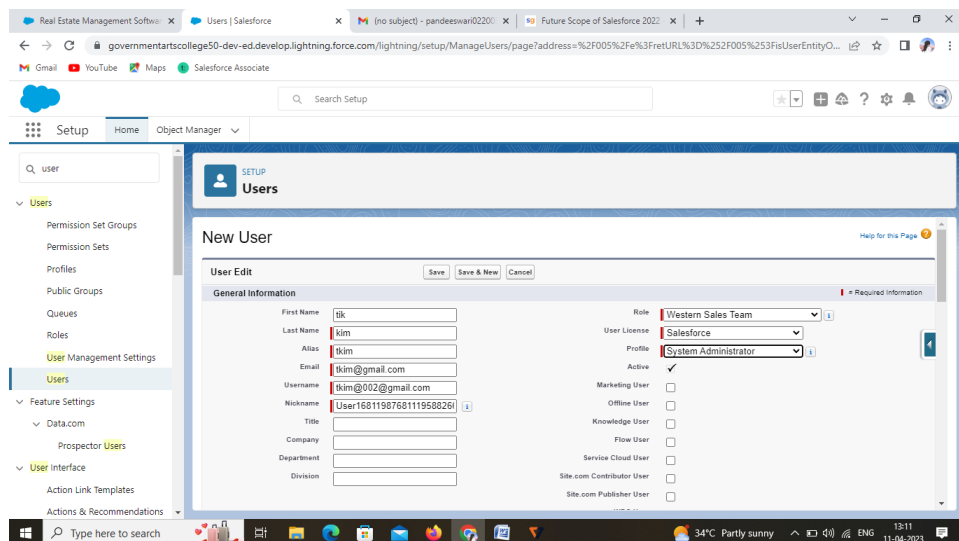 Real Estate Management Softwa
Users | Salesforce
(no subject) - pandeeswari02200
sg Future Scope of Salesforce 2022
governmentartscollege50-dev-ed.develop.lightning.force.com/lightning/setup/ManageUsers/page?address=%2F005%2Fe%3FretURL%3D%252F005%253FisUserEntityO...
Gmail YouTube Maps Salesforce Associate
Search Setup
Setup Home Object Manager
user
Users
Permission Set Groups
Permission Sets
Profiles
Public Groups
Queues
Roles
User Management Settings
Users
Feature Settings
Data.com
Prospector Users
User Interface
Action Link Templates
Actions & Recommendations
SETUP
Users
New User
Help for this Page
User Edit Save Save & New Cancel
General Information = Required Information
First Name tik
Last Name kim
Alias tkim
Email tkim@gmail.com
Username tkim@002@gmail.com
Nickname
Title
Company
Department
Division
Role Western Sales Team
User License Salesforce
Profile System Administrator
Active
Marketing User
Offline User
Knowledge User
Flow User
Service Cloud User
Site.com Contributor User
Site.com Publisher User
Type here to search
34°C Partly sunny
ENG
13:11
11-04-2023